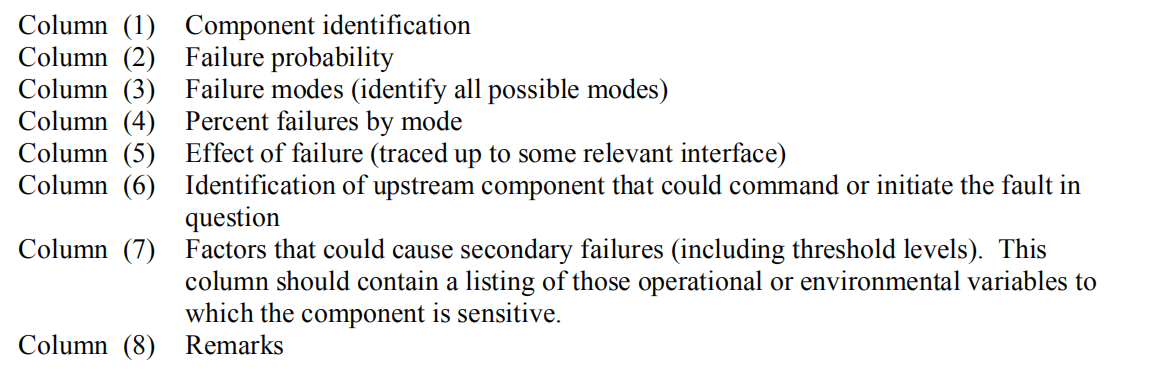 Column (1) Component identification
Column (2) Failure probability
Column (3) Failure modes (identify all possible modes)
Column (4) Percent failures by mode
Column (5) Effect of failure (traced up to some relevant interface)
Column (6) Identification of upstream component that could command or initiate the fault in
question
Column (7) Factors that could cause secondary failures (including threshold levels). This
column should contain a listing of those operational or environmental variables to
which the component is sensitive.
Column (8) Remarks